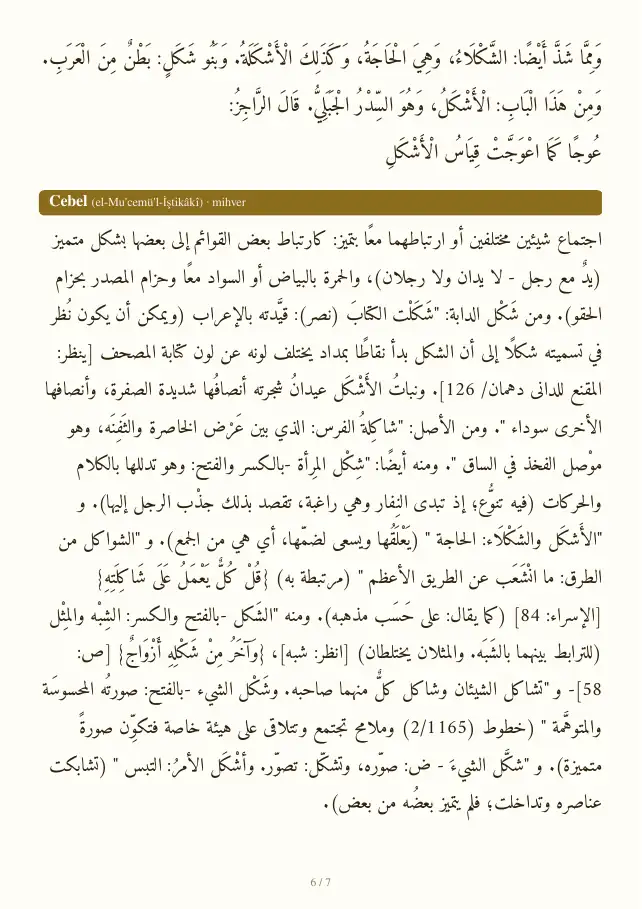 وَمِمَّا شَذَّ أَيْضًا: الشَّكْلَاءُ، وَهِيَ الْحَاجَةُ، وَكَذَلِكَ الْأَشْكَلَةُ. وَبَنُو شَكَلٍ: بَطْنٌ مِنَ الْعَرَبِ.
وَمِنْ هَذَا الْبَابِ: الْأَشْكَلُ، وَهُوَ السِّدْرُ الْجَبَلِيُّ. قَالَ الرَّاجِزُ:
عُوجًا كَمَا اعْوَجَّتْ قِيَاسُ الْأَشْكَلِ
Cebel (el-Mu'cemü'l-İştikâkî) · mihver
اجتماع شيئين مختلفين أو ارتباطهما معًا بتميز: كارتباط بعض القوائم إلى بعضها بشكل متميز
(يدٌ مع رجل - لا يدان ولا رجلان)، والحمرة بالبياض أو السواد معًا وحزام المصدر بحزام
الحقو). ومن شَكْل الدابة: "شَكَلْت الكتابَ (نصر): قيَّدته بالإعراب (ويمكن أن يكون نُظر
في تسميته شكلًا إلى أن الشكل بدأ نقاطًا بمداد يختلف لونه عن لون كتابة المصحف [ينظر:
المقنع للدانى دهمان/ 126]. ونباتُ الأَشْكَل عيدانُ شجرته أنصافُها شديدة الصفرة، وأنصافها
الأخرى سوداء ". ومن الأصل: "شاكِلةُ الفرس: الذي بين عَرْض الخاصرة والثَفِنَه، وهو
موْصل الفخذ في الساق ". ومنه أيضًا: "شِكْل المِرأة -بالكسر والفتح: وهو تدللها بالكلام
والحركات (فيه تنوُّع؛ إذ تبدى النِفار وهي راغبة، تقصد بذلك جذْب الرجل إليها). و
"الأَشكَل والشَكْلَاء: الحاجة " (يَعْلَقُها ويسعى لضمّها، أي هي من الجمع). و "الشواكل من
الطرق: ما انْشَعَب عن الطريق الأعظم " (مرتبطة به) {قُلْ كُلٌّ يَعْمَلُ عَلَى شَاكِلَتِهِ}
[الإسراء: 84] (كما يقال: على حَسَب مذهبه). ومنه "الشَكل -بالفتح والكسر: الشِبْه والمِثْل
(للترابط بينهما بالشَبَه. والمثلان يختلطان) [انظر: شبه]، {وَآخَرُ مِنْ شَكْلِهِ أَزْوَاجٌ} [ص:
58]- و "تشاكل الشيئان وشاكل كلٌّ منهما صاحبه. وشَكْل الشيء -بالفتح: صورتُه المحسوسَة
والمتوهَّمة " (خطوط (2/1165) وملامح تجتمع وتتلاقى على هيئة خاصة فتكوِّن صورةً
متميزة). و "شكَّل الشيءَ - ض: صوّره، وتشكّل: تصوّر. وأشْكَل الأمرُ: التبس " (تشابكت
عناصره وتداخلت؛ فلم يتميز بعضُه من بعض).
6 / 7